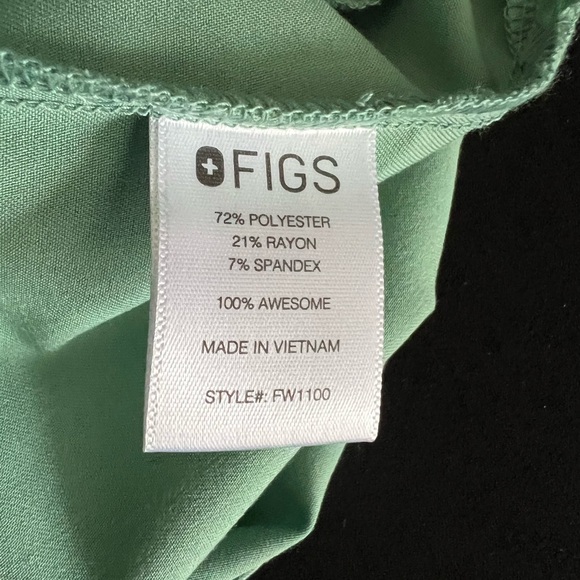 FIGS
72% POLYESTER
21% RAYON
7% SPANDEX
100% AWESOME
MADE IN VIETNAM
STYLE#: FW1100